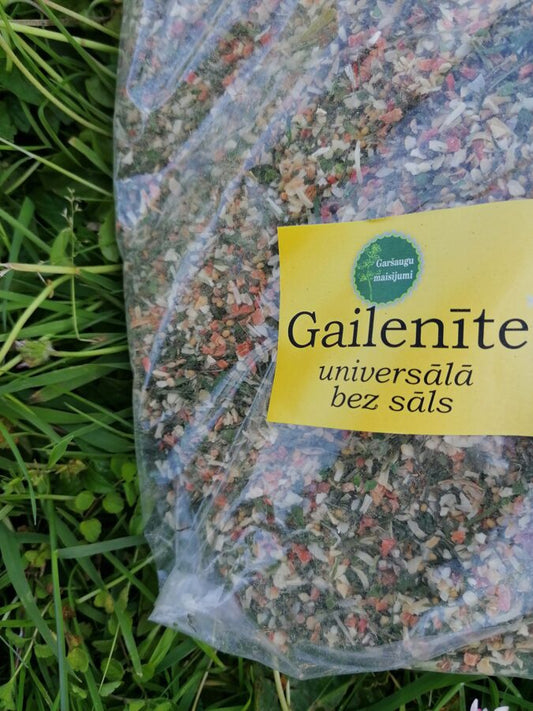 Garšaugu
maisījumi
Gailenīte
universālā
bez sāls